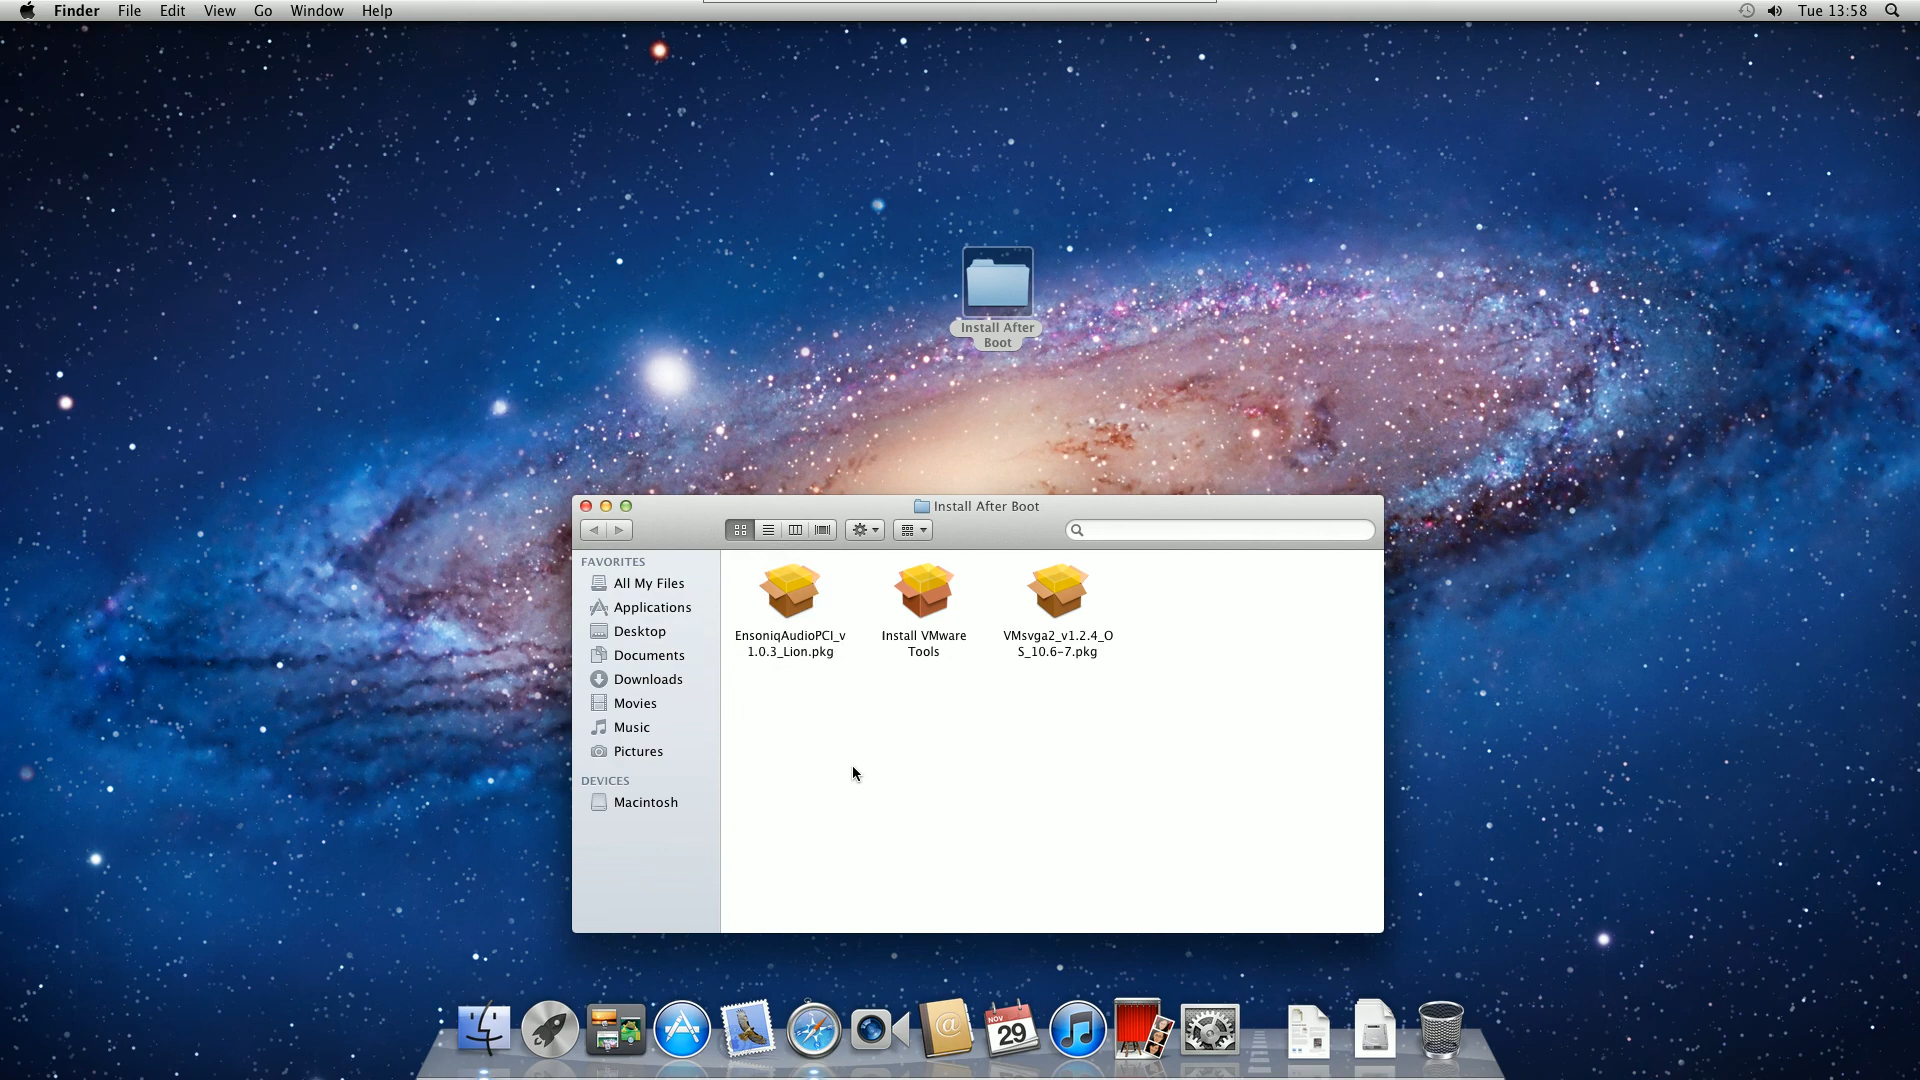 Finder File Edit View Go Window Help Tue 13:58
Install After
Boot
Install After Boot
FAVORITES
All My Files
Applications
Desktop
Documents
Downloads
Movies
Music
Pictures
DEVICES
Macintosh
EnsoniqAudioPCI_v
1.0.3_Lion.pkg
Install VMware
Tools
VMsvga2_v1.2.4_O
S_10.6-7.pkg
NOV
29